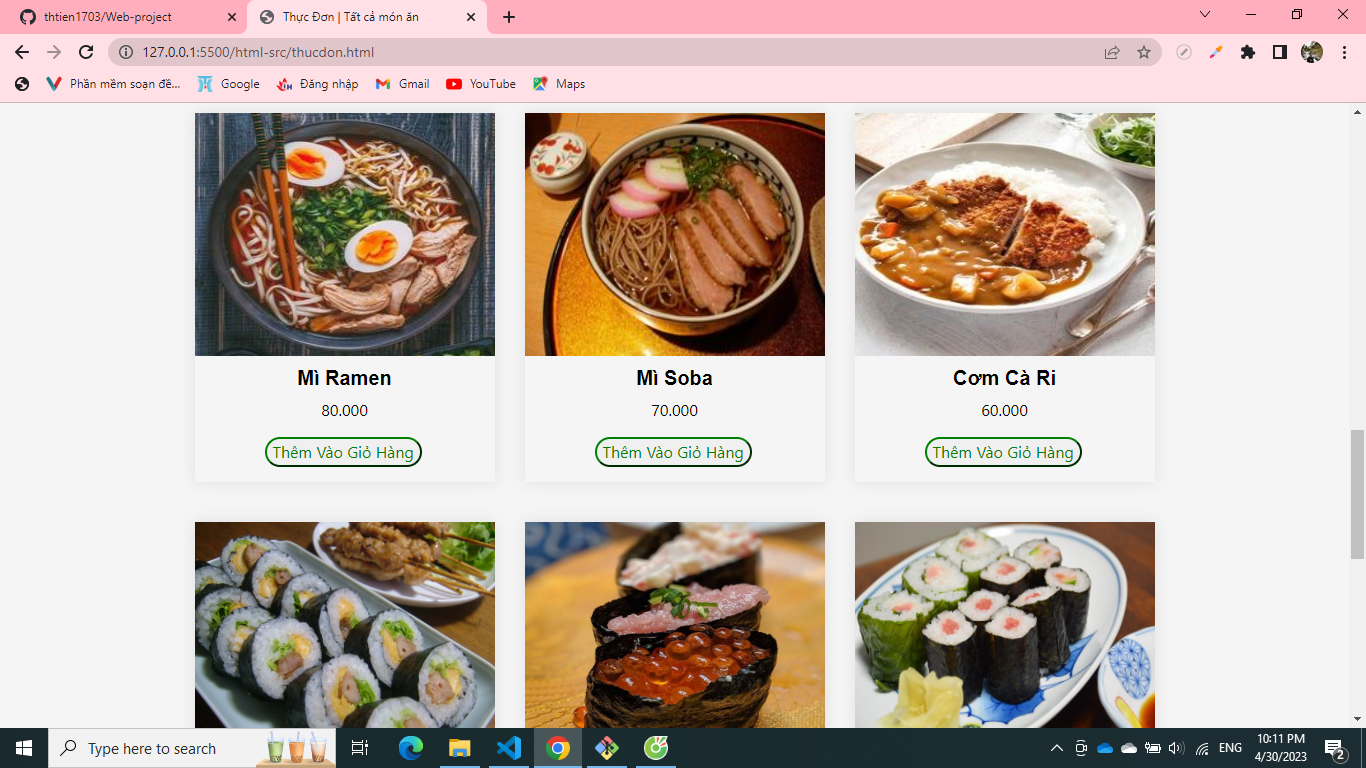 thtien1703/Web-project
Thực Đơn | Tất cả món ăn
127.0.0.1:5500/html-src/thucdon.html
Phần mềm soạn đề...
Google
Đăng nhập
Gmail
YouTube
Maps
Mì Ramen
Mì Soba
Cơm Cà Ri
80.000
70.000
60.000
Thêm Vào Giỏ Hàng
Thêm Vào Giỏ Hàng
Thêm Vào Giỏ Hàng
Type here to search
ENG
10:11 PM
4/30/2023
2